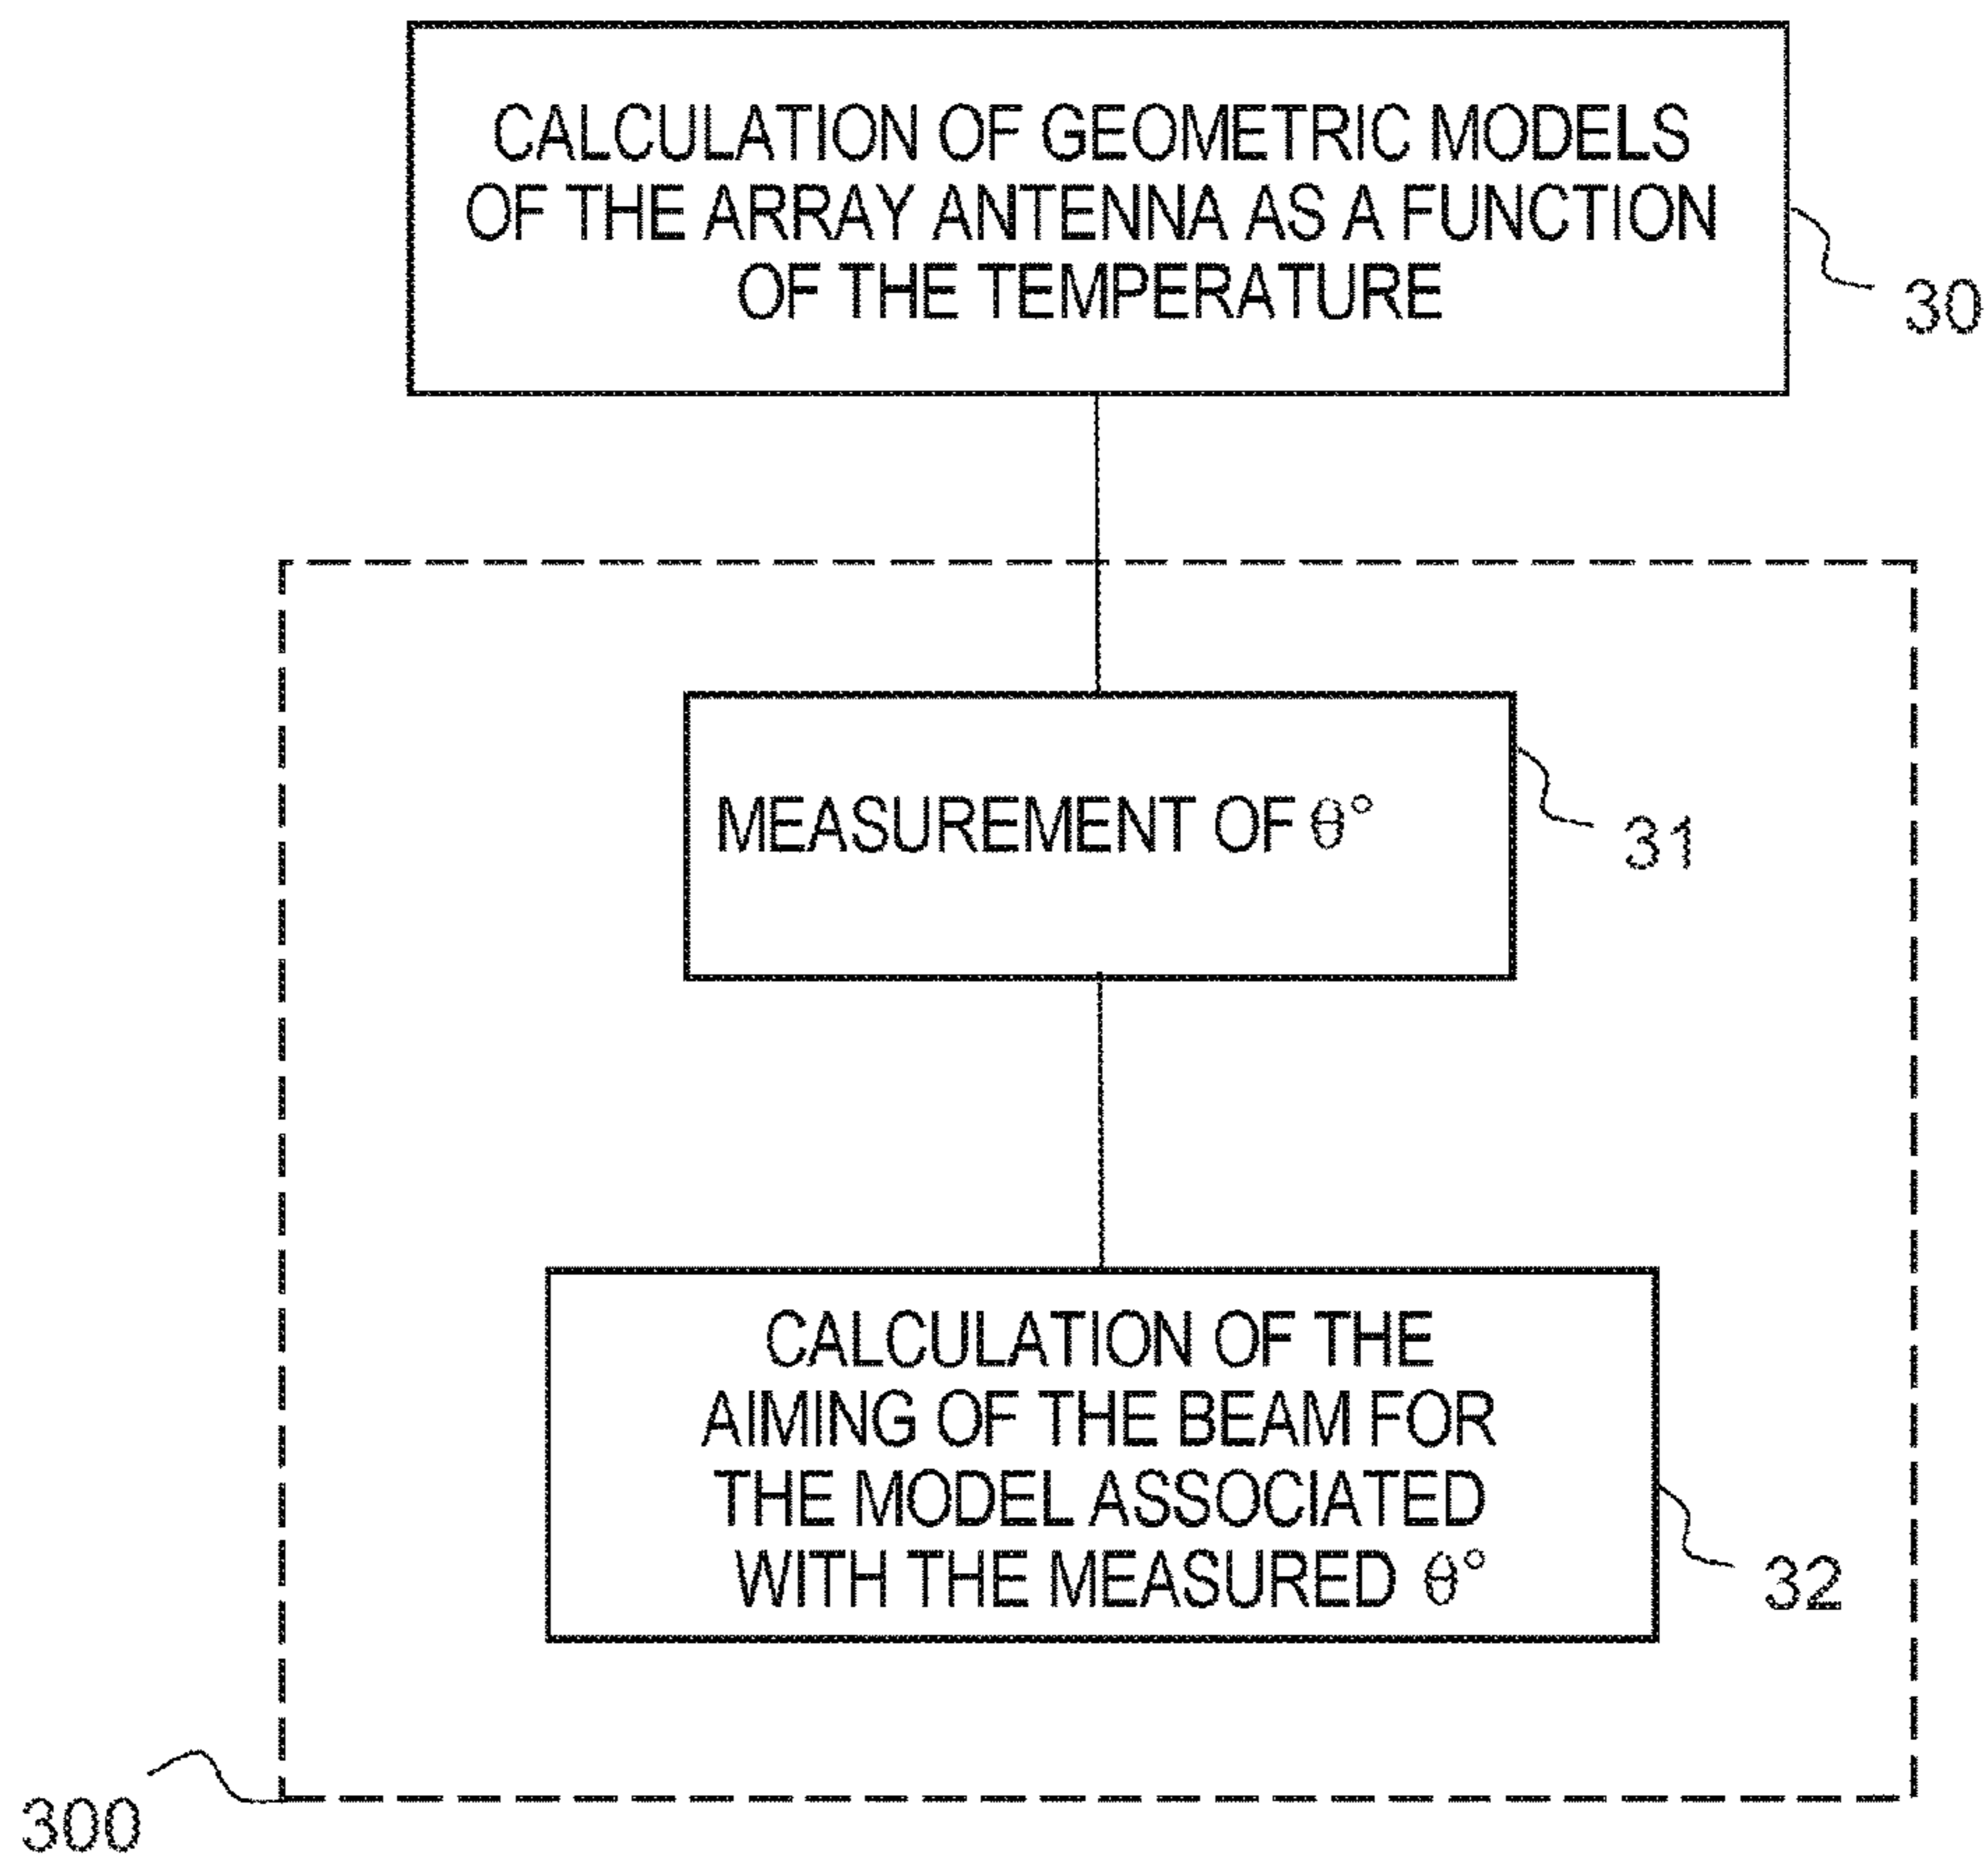 CALCULATION OF GEOMETRIC MODELS
OF THE ARRAY ANTENNA AS A FUNCTION
OF THE TEMPERATURE
30
MEASUREMENT OF θ°
31
CALCULATION OF THE
AIMING OF THE BEAM FOR
THE MODEL ASSOCIATED
WITH THE MEASURED θ°
32
300